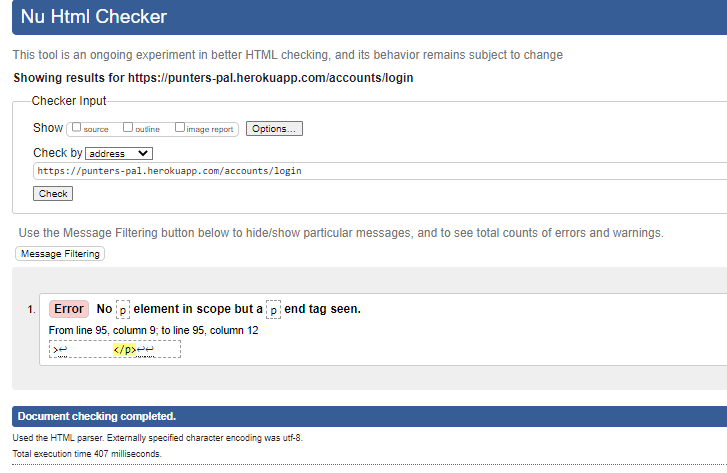 Nu Html Checker
This tool is an ongoing experiment in better HTML checking, and its behavior remains subject to change
Showing results for https://punters-pal.herokuapp.com/accounts/login
Checker Input
Show source outline image report Options...
Check by address
https://punters-pal.herokuapp.com/accounts/login
Check
Use the Message Filtering button below to hide/show particular messages, and to see total counts of errors and warnings.
Message Filtering
1. Error No p element in scope but a p end tag seen.
From line 95, column 9; to line 95, column 12
>↩ </p>↩↩
Document checking completed.
Used the HTML parser. Externally specified character encoding was utf-8.
Total execution time 407 milliseconds.